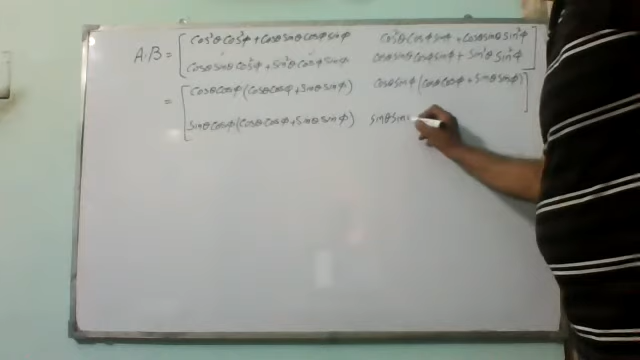 A·B = [ cos²θ cos²φ + cosθ sinθ cosφ sinφ cos²θ cosφ sinφ + cosθ sinθ sin²φ
cosθ sinθ cos²φ + sin²θ cosφ sinφ cosθ sinθ cosφ sinφ + sin²θ sin²φ ]
= [ cosθ cosφ (cosθ cosφ + sinθ sinφ) cosθ sinφ (cosθ cosφ + sinθ sinφ)
sinθ cosφ (cosθ cosφ + sinθ sinφ) sinθ sin ]